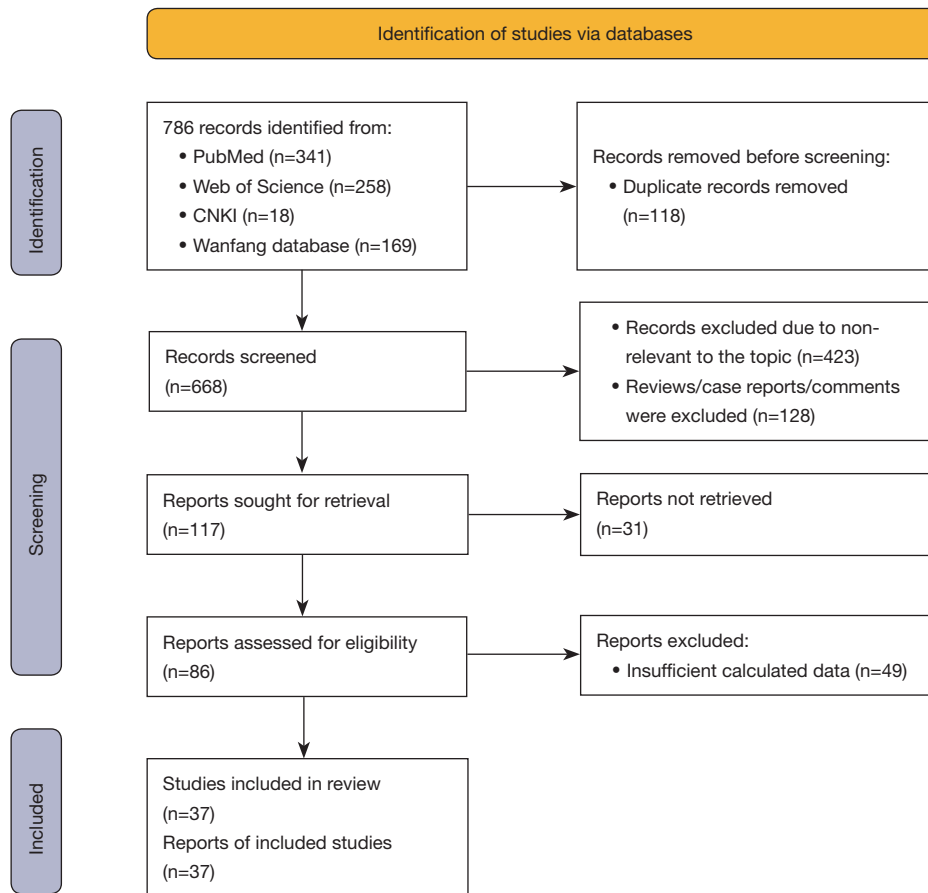 Identification of studies via databases
Identification
786 records identified from:
• PubMed (n=341)
• Web of Science (n=258)
• CNKI (n=18)
• Wanfang database (n=169)
Records removed before screening:
• Duplicate records removed
(n=118)
Screening
Records screened
(n=668)
• Records excluded due to non-
relevant to the topic (n=423)
• Reviews/case reports/comments
were excluded (n=128)
Reports sought for retrieval
(n=117)
Reports not retrieved
(n=31)
Reports assessed for eligibility
(n=86)
Reports excluded:
• Insufficient calculated data (n=49)
Included
Studies included in review
(n=37)
Reports of included studies
(n=37)